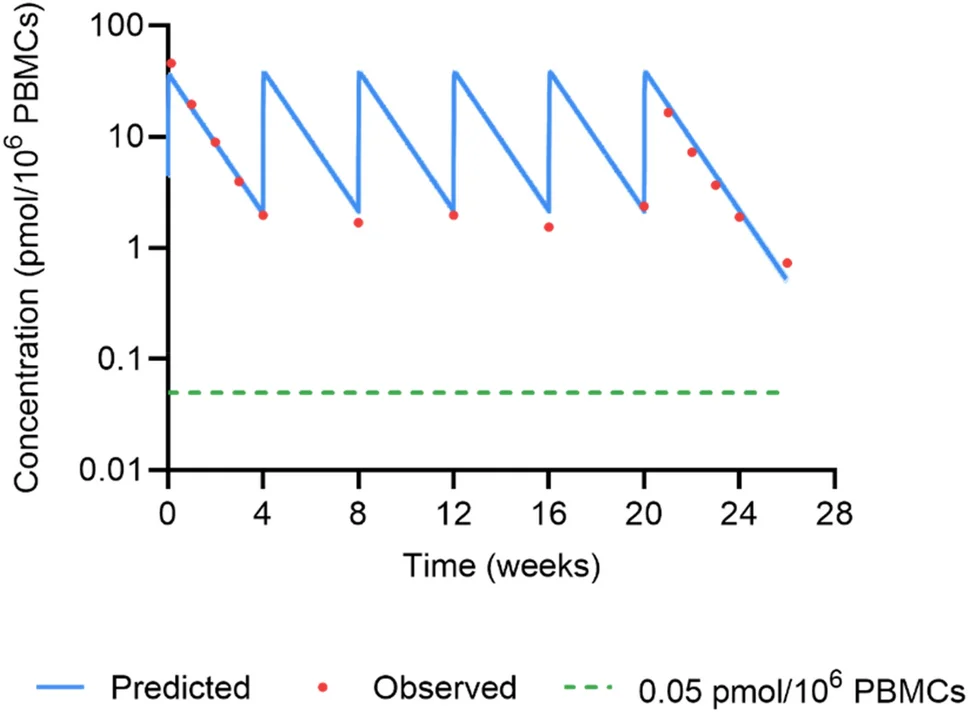 Concentration (pmol/10⁶ PBMCs)
100
10
1
0.1
0.01
0 4 8 12 16 20 24 28
Time (weeks)
Predicted Observed 0.05 pmol/10⁶ PBMCs